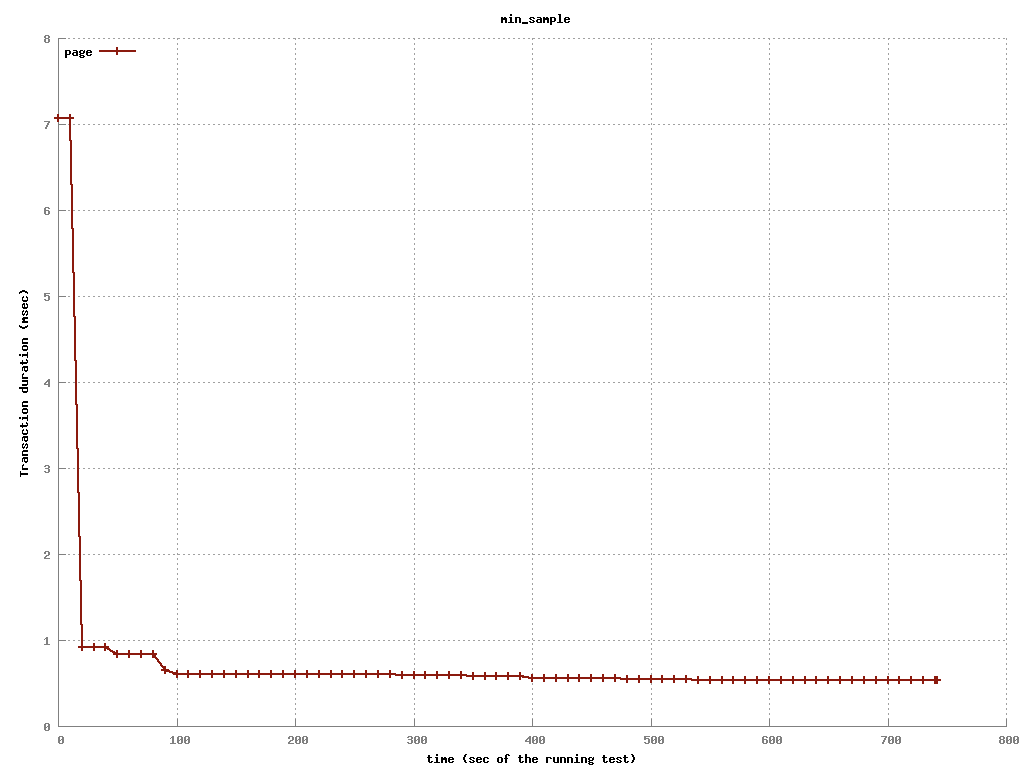 min_sample
page
8
7
6
5
4
3
2
1
0
Transaction duration (msec)
0 100 200 300 400 500 600 700 800
time (sec of the running test)